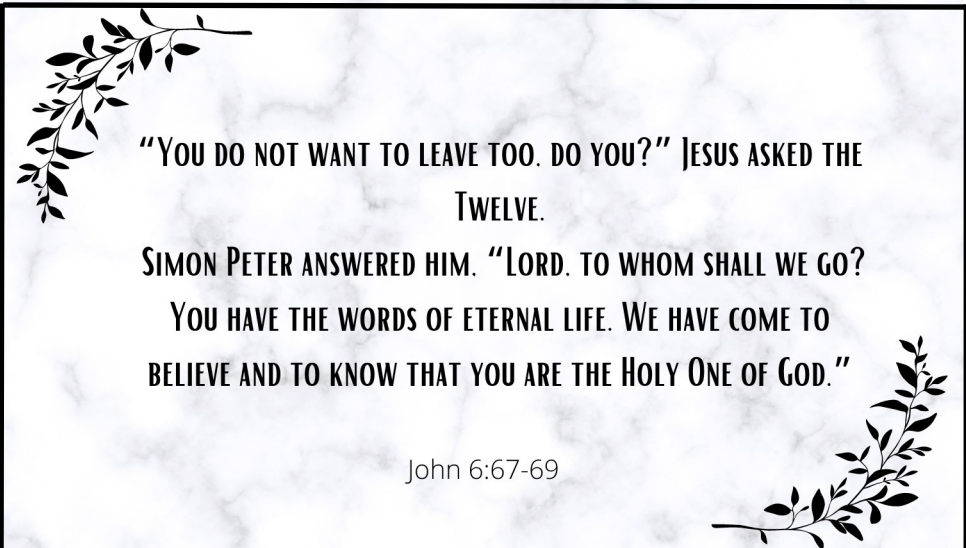 “You do not want to leave too, do you?” Jesus asked the
Twelve.
Simon Peter answered him, “Lord, to whom shall we go?
You have the words of eternal life. We have come to
believe and to know that you are the Holy One of God.”
John 6:67-69